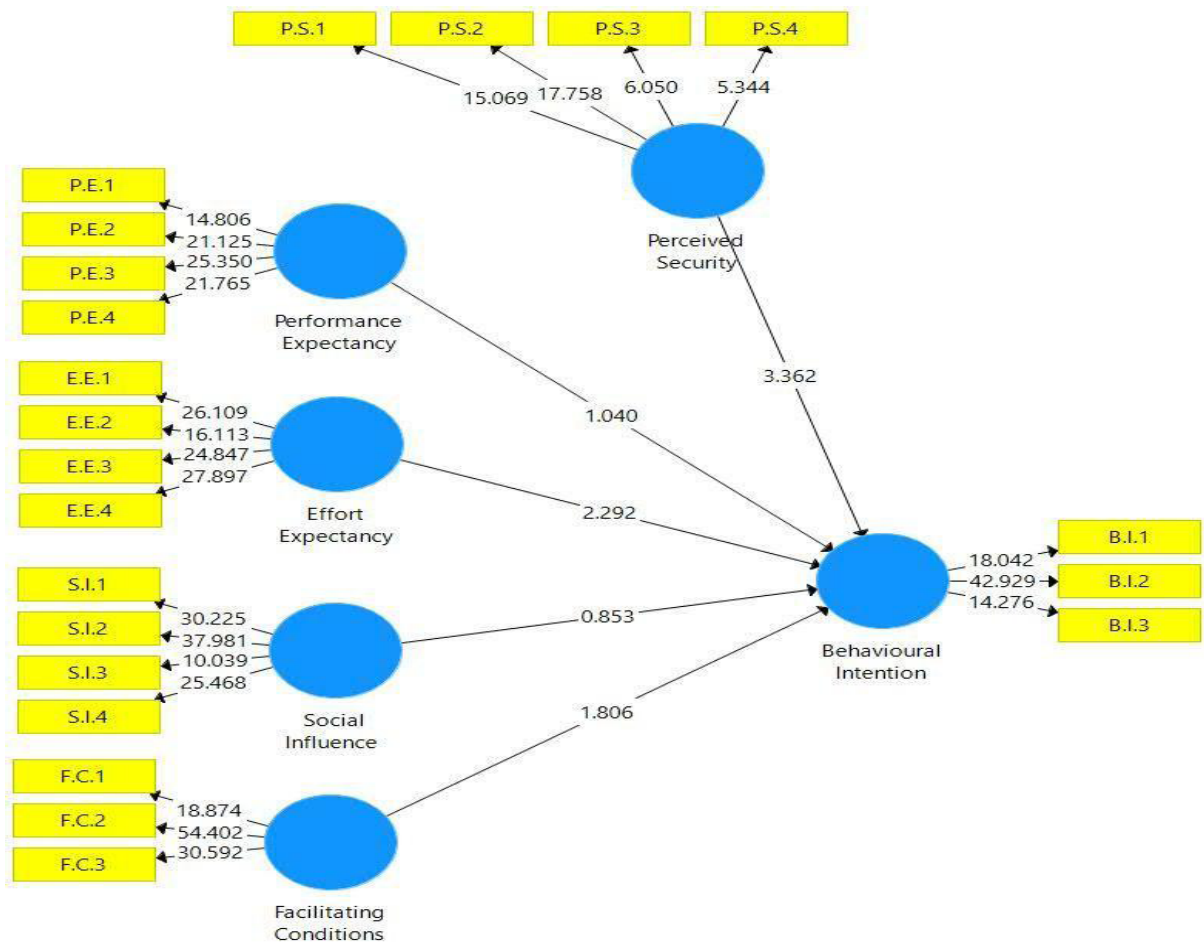 P.S.1 P.S.2 P.S.3 P.S.4
15.069 17.758 6.050 5.344
Perceived
Security
P.E.1
P.E.2
P.E.3
P.E.4
14.806
21.125
25.350
21.765
Performance
Expectancy
3.362
1.040
E.E.1
E.E.2
E.E.3
E.E.4
26.109
16.113
24.847
27.897
Effort
Expectancy
2.292
S.I.1
S.I.2
S.I.3
S.I.4
30.225
37.981
10.039
25.468
Social
Influence
0.853
B.I.1
B.I.2
B.I.3
18.042
42.929
14.276
Behavioural
Intention
1.806
F.C.1
F.C.2
F.C.3
18.874
54.402
30.592
Facilitating
Conditions